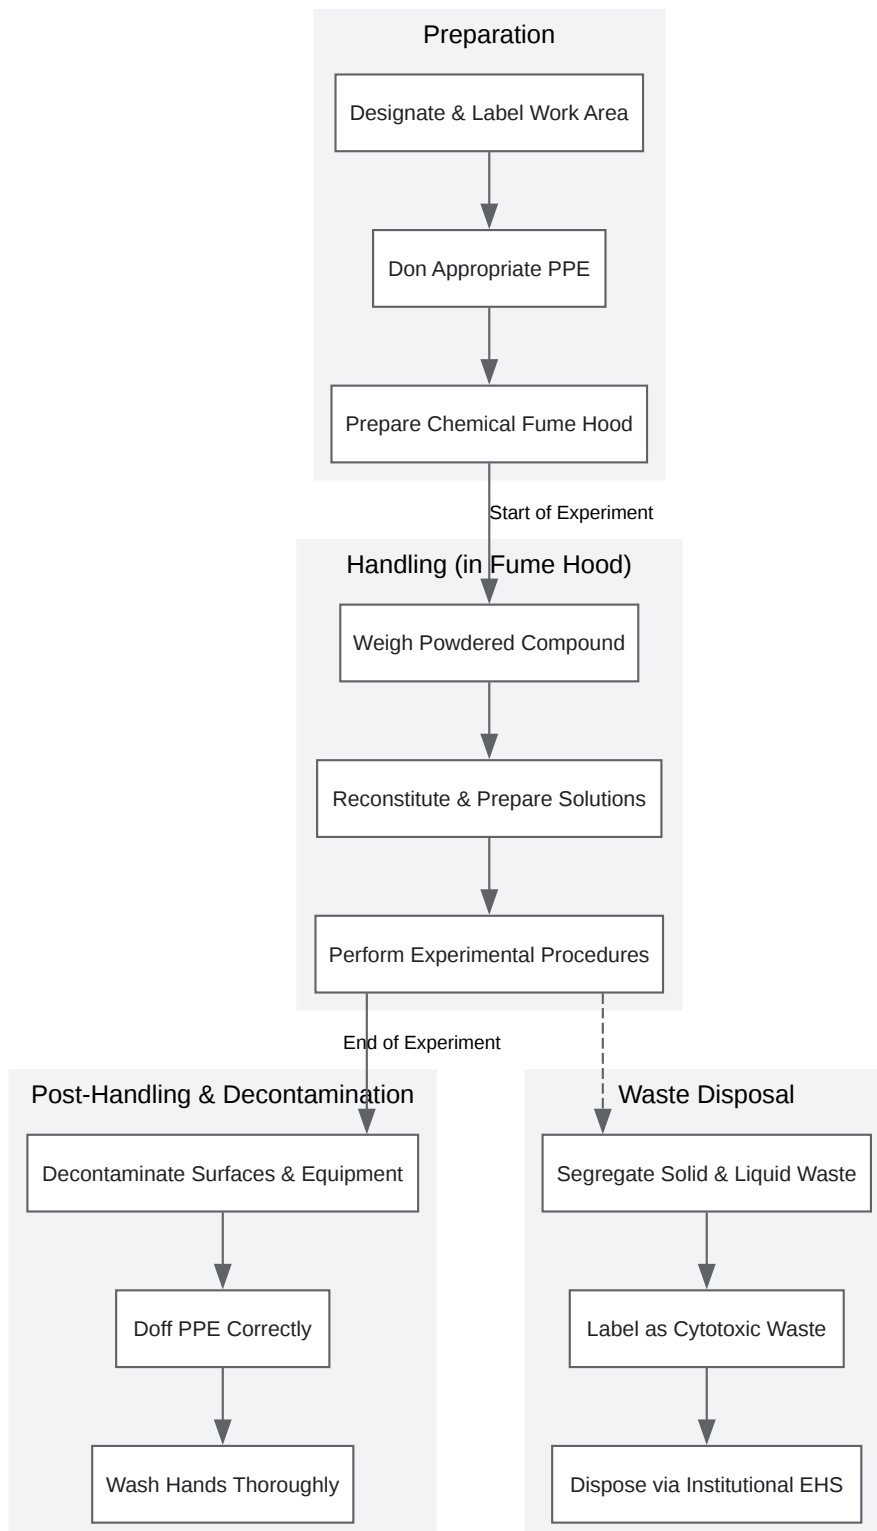 Preparation
Designate & Label Work Area
Don Appropriate PPE
Prepare Chemical Fume Hood
Start of Experiment
Handling (in Fume Hood)
Weigh Powdered Compound
Reconstitute & Prepare Solutions
Perform Experimental Procedures
End of Experiment
Post-Handling & Decontamination
Decontaminate Surfaces & Equipment
Doff PPE Correctly
Wash Hands Thoroughly
Waste Disposal
Segregate Solid & Liquid Waste
Label as Cytotoxic Waste
Dispose via Institutional EHS